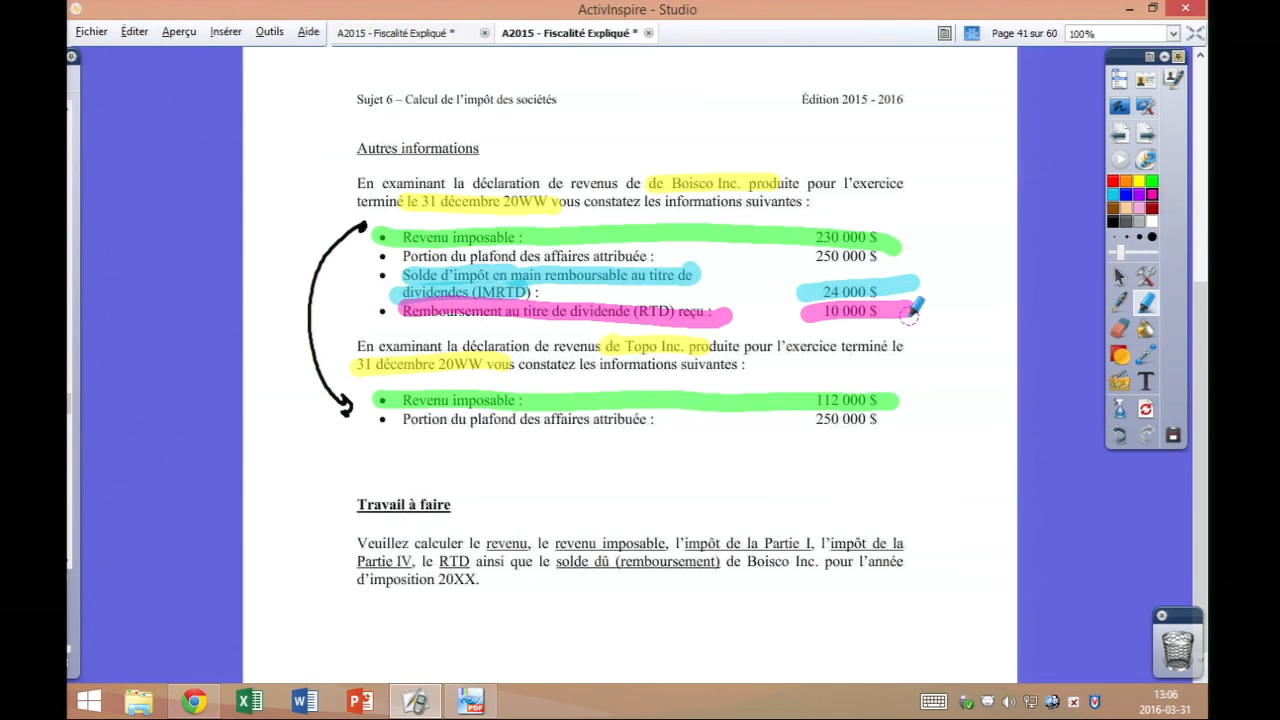 ActivInspire - Studio
Fichier Éditer Aperçu Insérer Outils Aide
A2015 - Fiscalité Expliqué *
A2015 - Fiscalité Expliqué *
Page 41 sur 60
100%
Sujet 6 – Calcul de l'impôt des sociétés
Édition 2015 - 2016
Autres informations
En examinant la déclaration de revenus de de Boisco Inc. produite pour l'exercice
terminé le 31 décembre 20WW vous constatez les informations suivantes :
• Revenu imposable : 230 000 $
• Portion du plafond des affaires attribuée : 250 000 $
• Solde d'impôt en main remboursable au titre de
dividendes (IMRTD) : 24 000 $
• Remboursement au titre de dividende (RTD) reçu : 10 000 $
En examinant la déclaration de revenus de Topo Inc. produite pour l'exercice terminé le
31 décembre 20WW vous constatez les informations suivantes :
• Revenu imposable : 112 000 $
• Portion du plafond des affaires attribuée : 250 000 $
Travail à faire
Veuillez calculer le revenu, le revenu imposable, l'impôt de la Partie I, l'impôt de la
Partie IV, le RTD ainsi que le solde dû (remboursement) de Boisco Inc. pour l'année
d'imposition 20XX.
13:06
2016-03-31